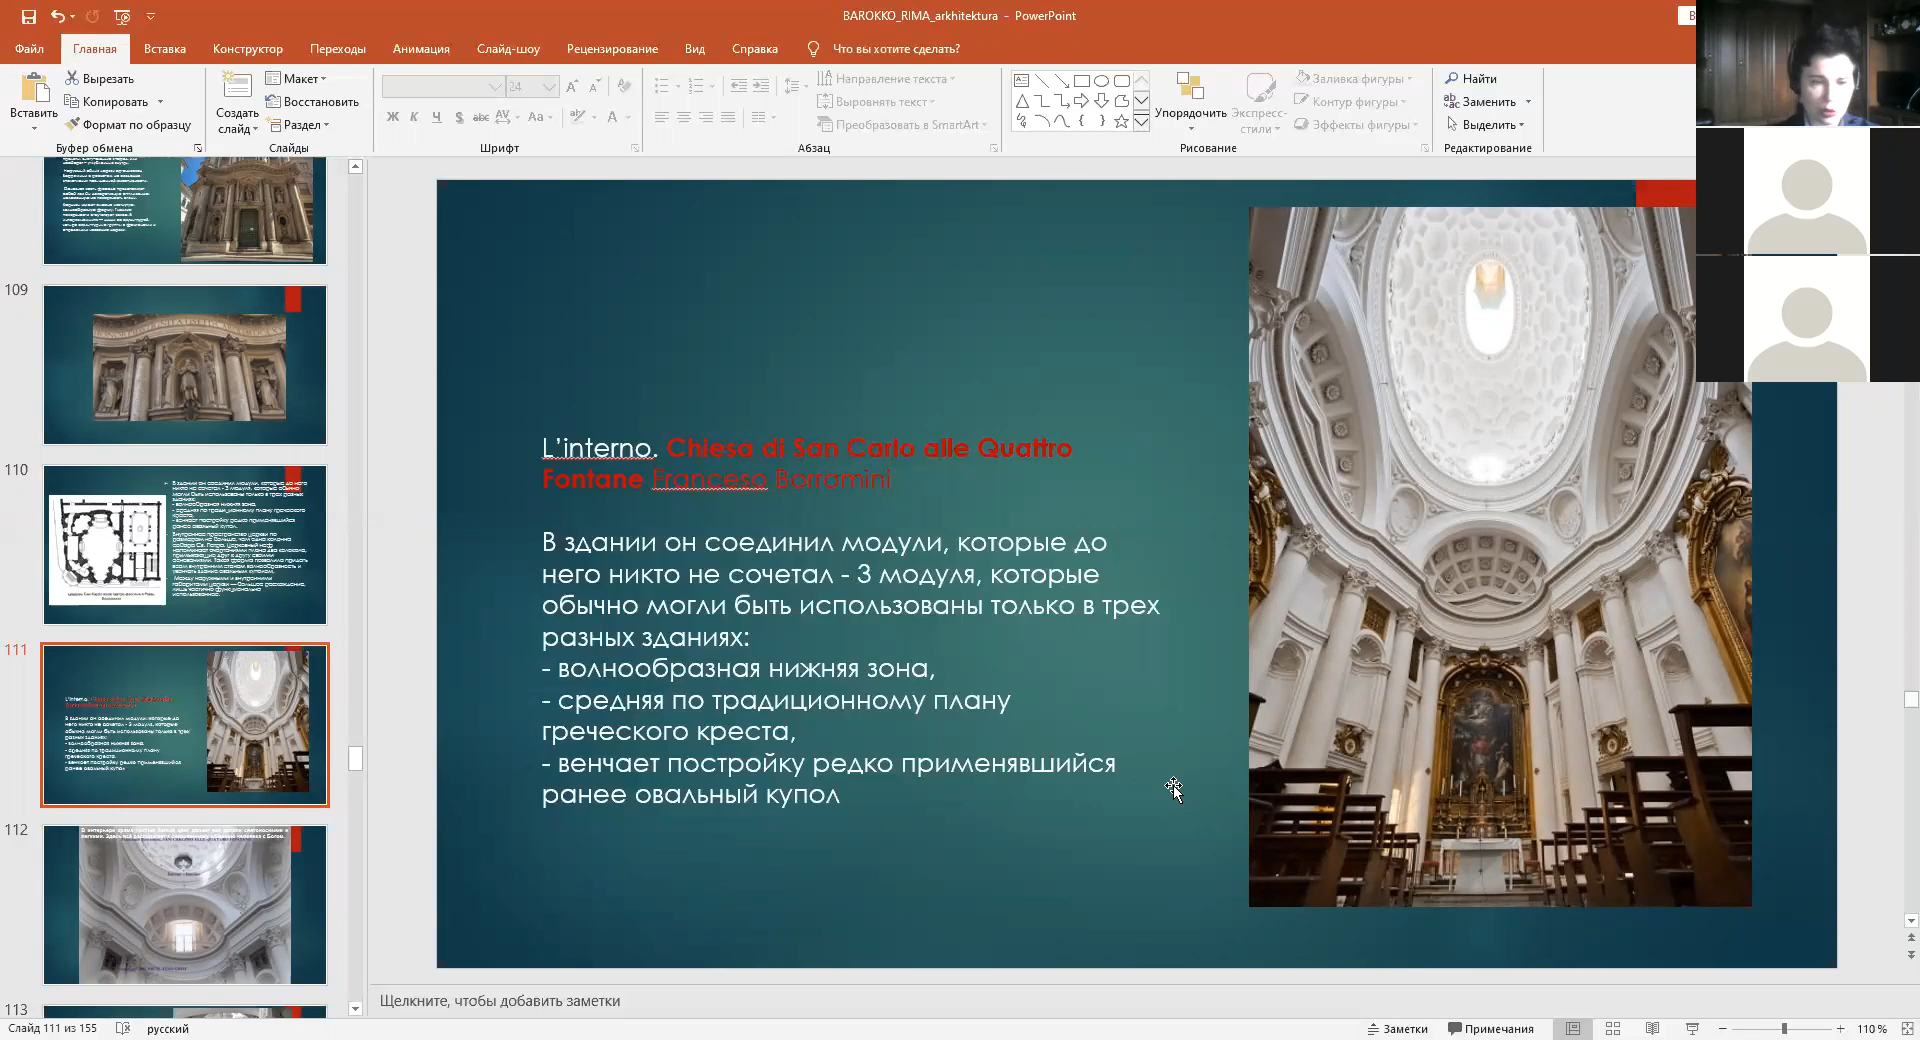 BAROKKO_RIMA_arkhitektura - PowerPoint
Файл Главная Вставка Конструктор Переходы Анимация Слайд-шоу Рецензирование Вид Справка Что вы хотите сделать?
Вставить
Вырезать
Копировать
Формат по образцу
Буфер обмена
Создать слайд
Макет
Восстановить
Раздел
Слайды
24
Ж К Ч S abc AV Aa А
Шрифт
Направление текста
Выровнять текст
Преобразовать в SmartArt
Абзац
Упорядочить
Экспресс-стили
Заливка фигуры
Контур фигуры
Эффекты фигуры
Рисование
Найти
Заменить
Выделить
Редактирование
109
110
111
112
113
L’interno. Chiesa di San Carlo alle Quattro
Fontane Franceso Borromini
В здании он соединил модули, которые до
него никто не сочетал - 3 модуля, которые
обычно могли быть использованы только в трех
разных зданиях:
- волнообразная нижняя зона,
- средняя по традиционному плану
греческого креста,
- венчает постройку редко применявшийся
ранее овальный купол
Щелкните, чтобы добавить заметки
Слайд 111 из 155 русский Заметки Примечания 110 %